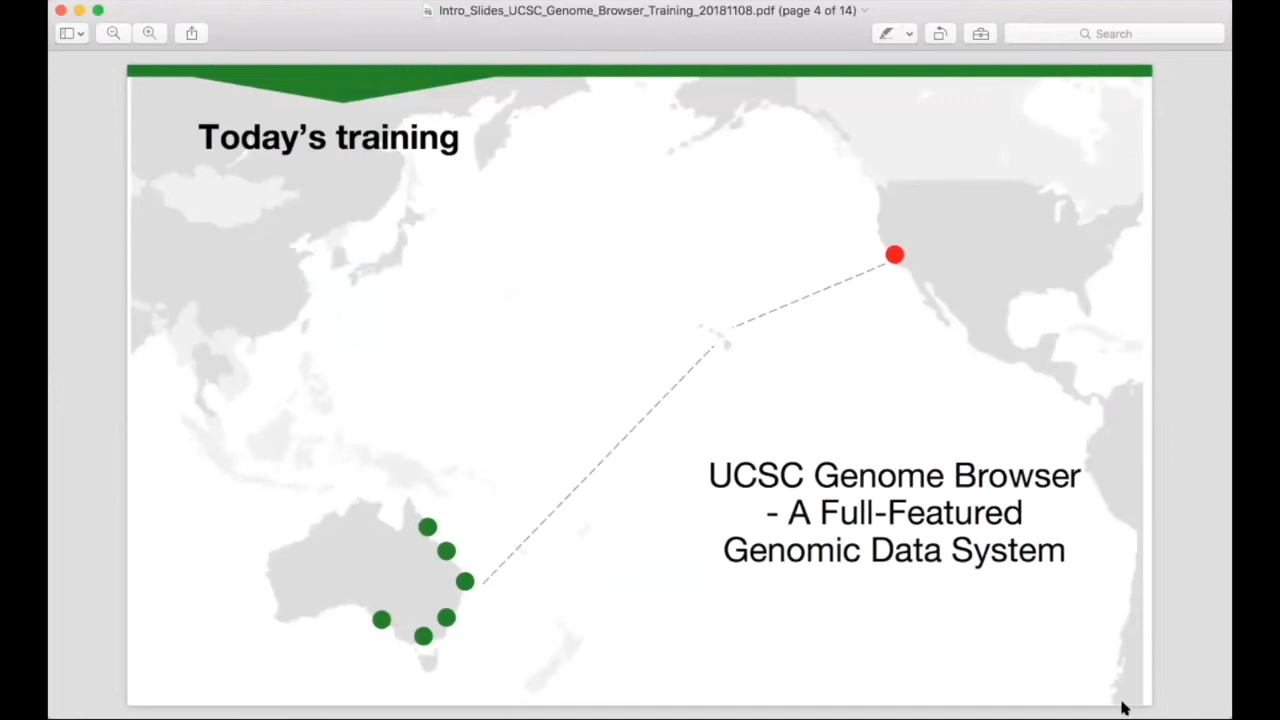 Intro_Slides_UCSC_Genome_Browser_Training_20181108.pdf (page 4 of 14)
Search
Today's training
UCSC Genome Browser
- A Full-Featured
Genomic Data System